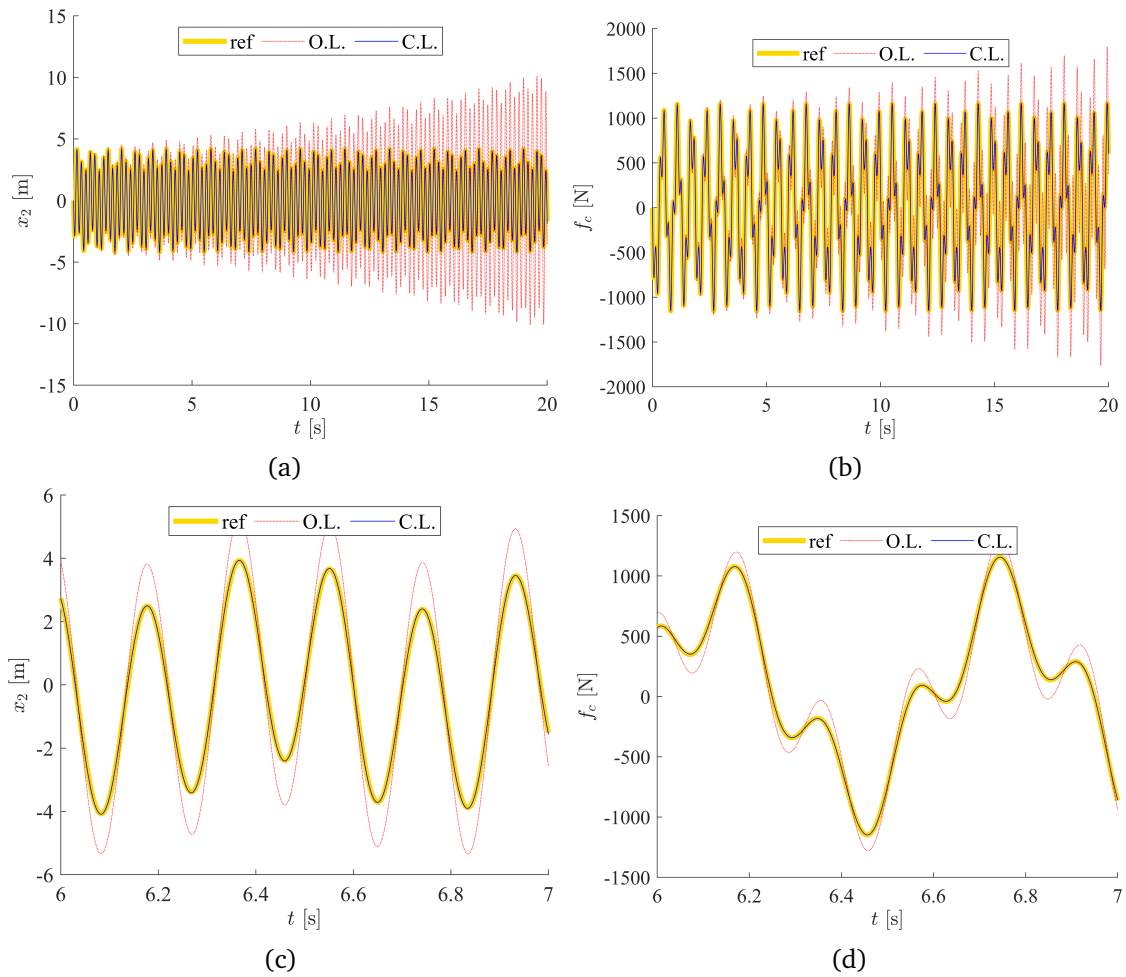 15
10
5
0
-5
-10
-15
x₂ [m]
ref O.L. C.L.
0 5 10 15 20
t [s]
(a)
2000
1500
1000
500
0
-500
-1000
-1500
-2000
f_c [N]
ref O.L. C.L.
0 5 10 15 20
t [s]
(b)
6
4
2
0
-2
-4
-6
x₂ [m]
ref O.L. C.L.
6 6.2 6.4 6.6 6.8 7
t [s]
(c)
1500
1000
500
0
-500
-1000
-1500
f_c [N]
ref O.L. C.L.
6 6.2 6.4 6.6 6.8 7
t [s]
(d)